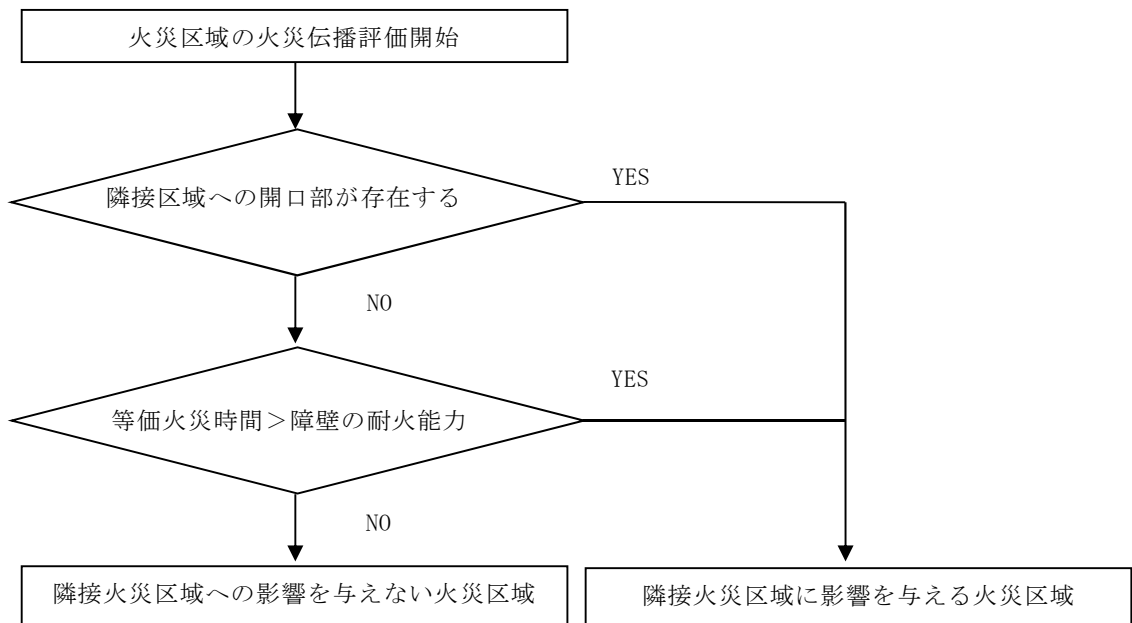 火災区域の火災伝播評価開始
隣接区域への開口部が存在する
YES
NO
等価火災時間＞障壁の耐火能力
YES
NO
隣接火災区域への影響を与えない火災区域
隣接火災区域に影響を与える火災区域